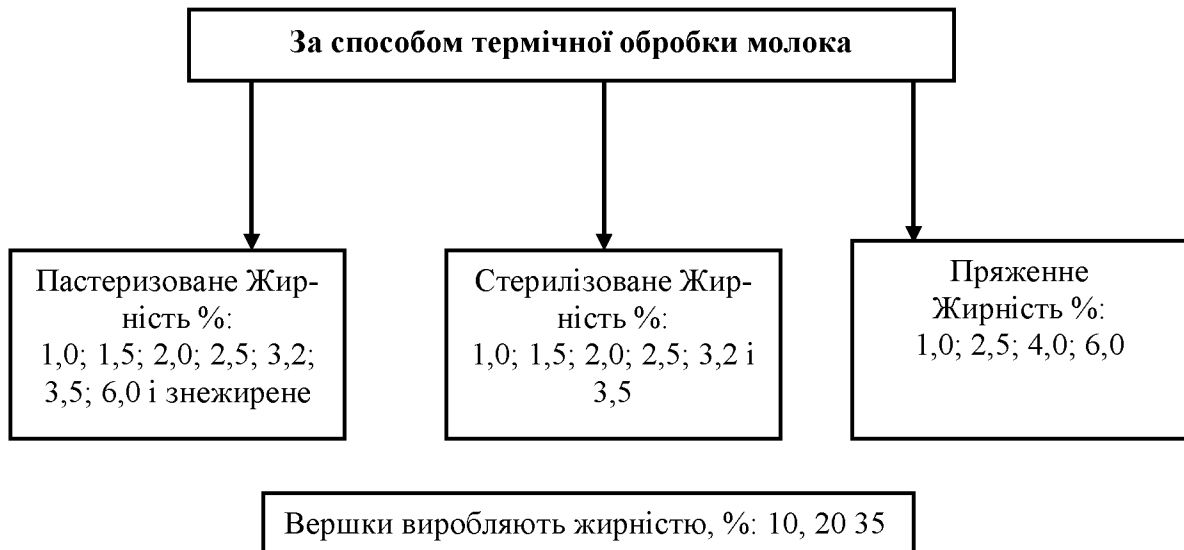 За способом термічної обробки молока
Пастеризоване Жир-
ність %:
1,0; 1,5; 2,0; 2,5; 3,2;
3,5; 6,0 і знежирене
Стерилізоване Жир-
ність %:
1,0; 1,5; 2,0; 2,5; 3,2 і
3,5
Пряженне
Жирність %:
1,0; 2,5; 4,0; 6,0
Вершки виробляють жирністю, %: 10, 20 35